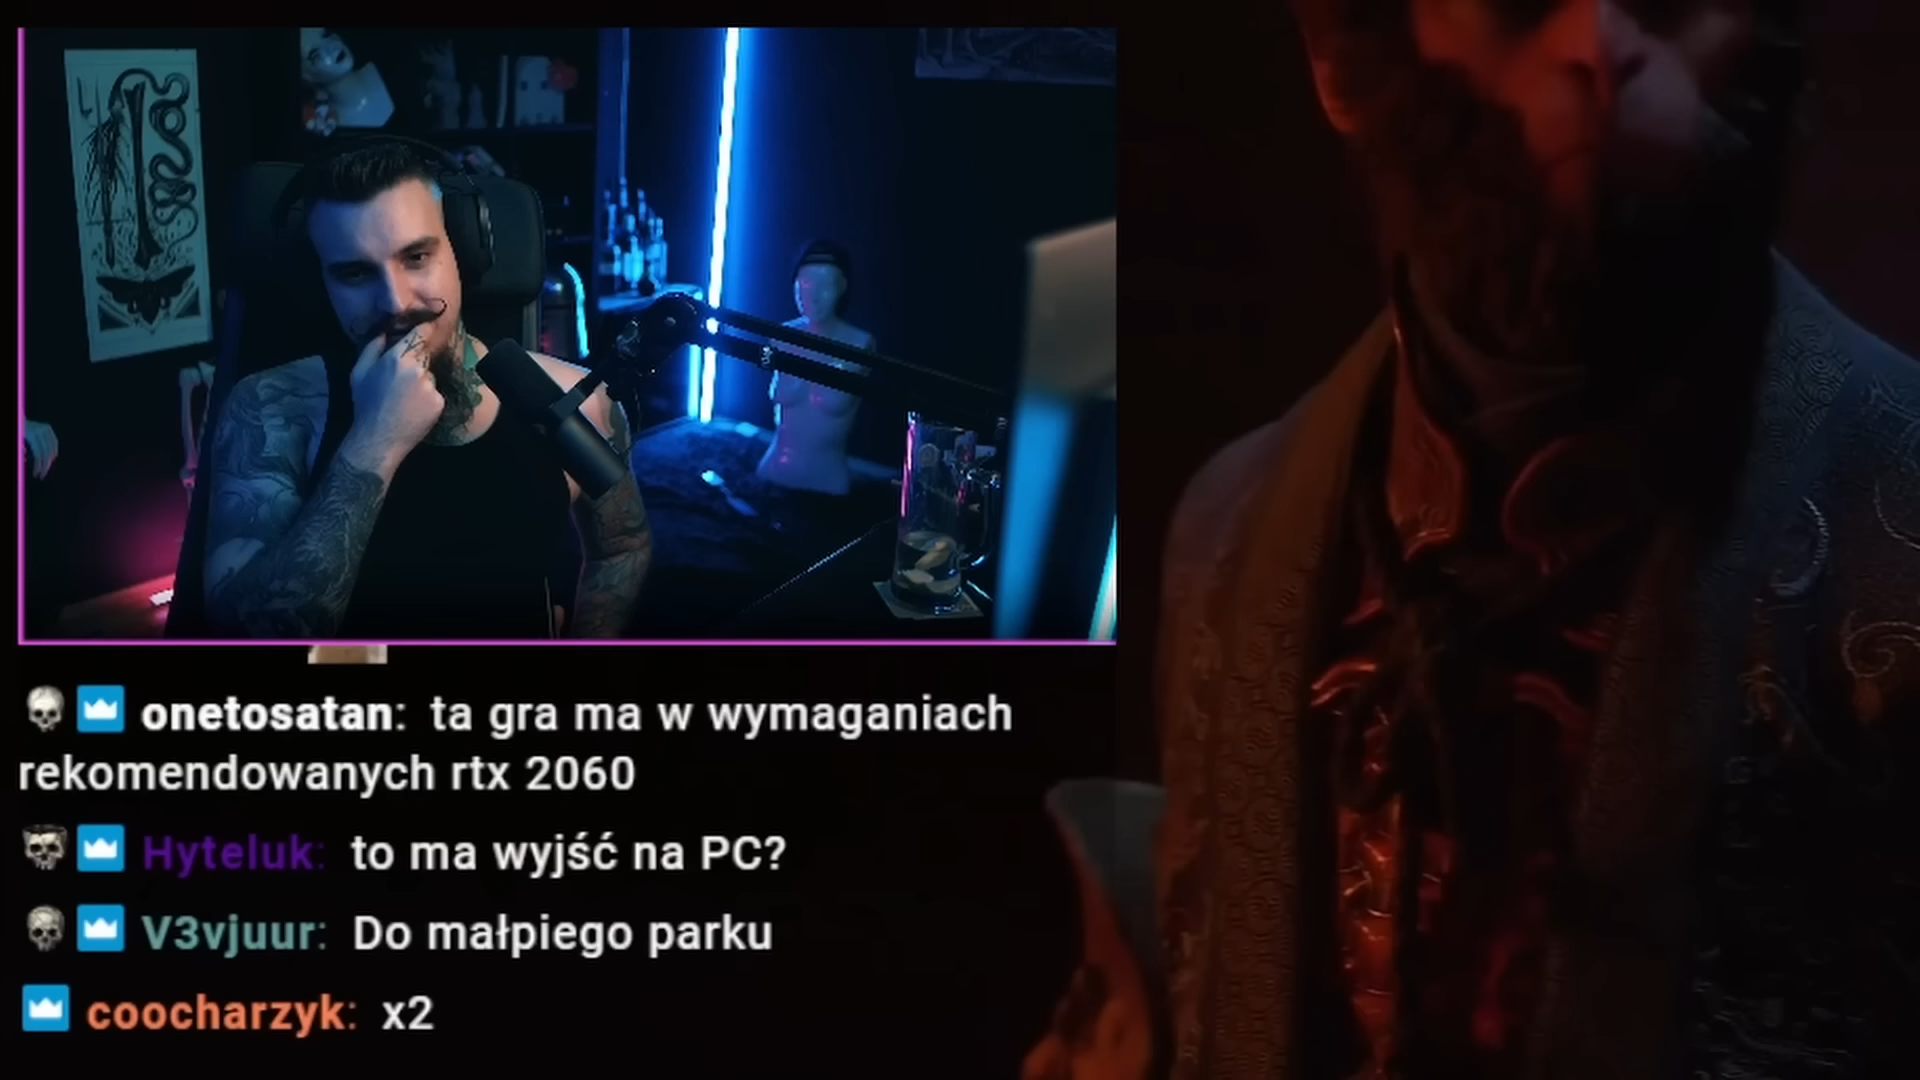 onetosatan: ta gra ma w wymaganiach
rekomendowanych rtx 2060
Hyteluk: to ma wyjść na PC?
V3vjuur: Do małpiego parku
coocharzyk: x2